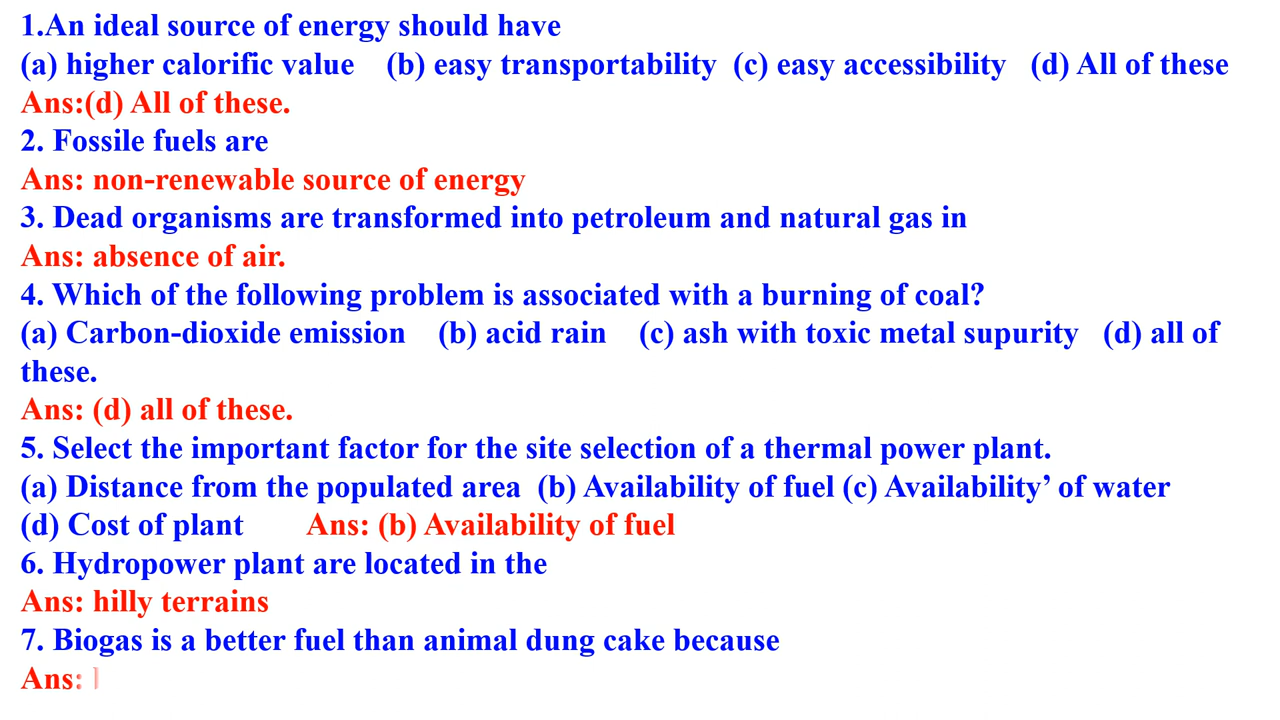 1.An ideal source of energy should have
(a) higher calorific value (b) easy transportability (c) easy accessibility (d) All of these
Ans:(d) All of these.
2. Fossile fuels are
Ans: non-renewable source of energy
3. Dead organisms are transformed into petroleum and natural gas in
Ans: absence of air.
4. Which of the following problem is associated with a burning of coal?
(a) Carbon-dioxide emission (b) acid rain (c) ash with toxic metal supurity (d) all of
these.
Ans: (d) all of these.
5. Select the important factor for the site selection of a thermal power plant.
(a) Distance from the populated area (b) Availability of fuel (c) Availability’ of water
(d) Cost of plant Ans: (b) Availability of fuel
6. Hydropower plant are located in the
Ans: hilly terrains
7. Biogas is a better fuel than animal dung cake because
Ans: